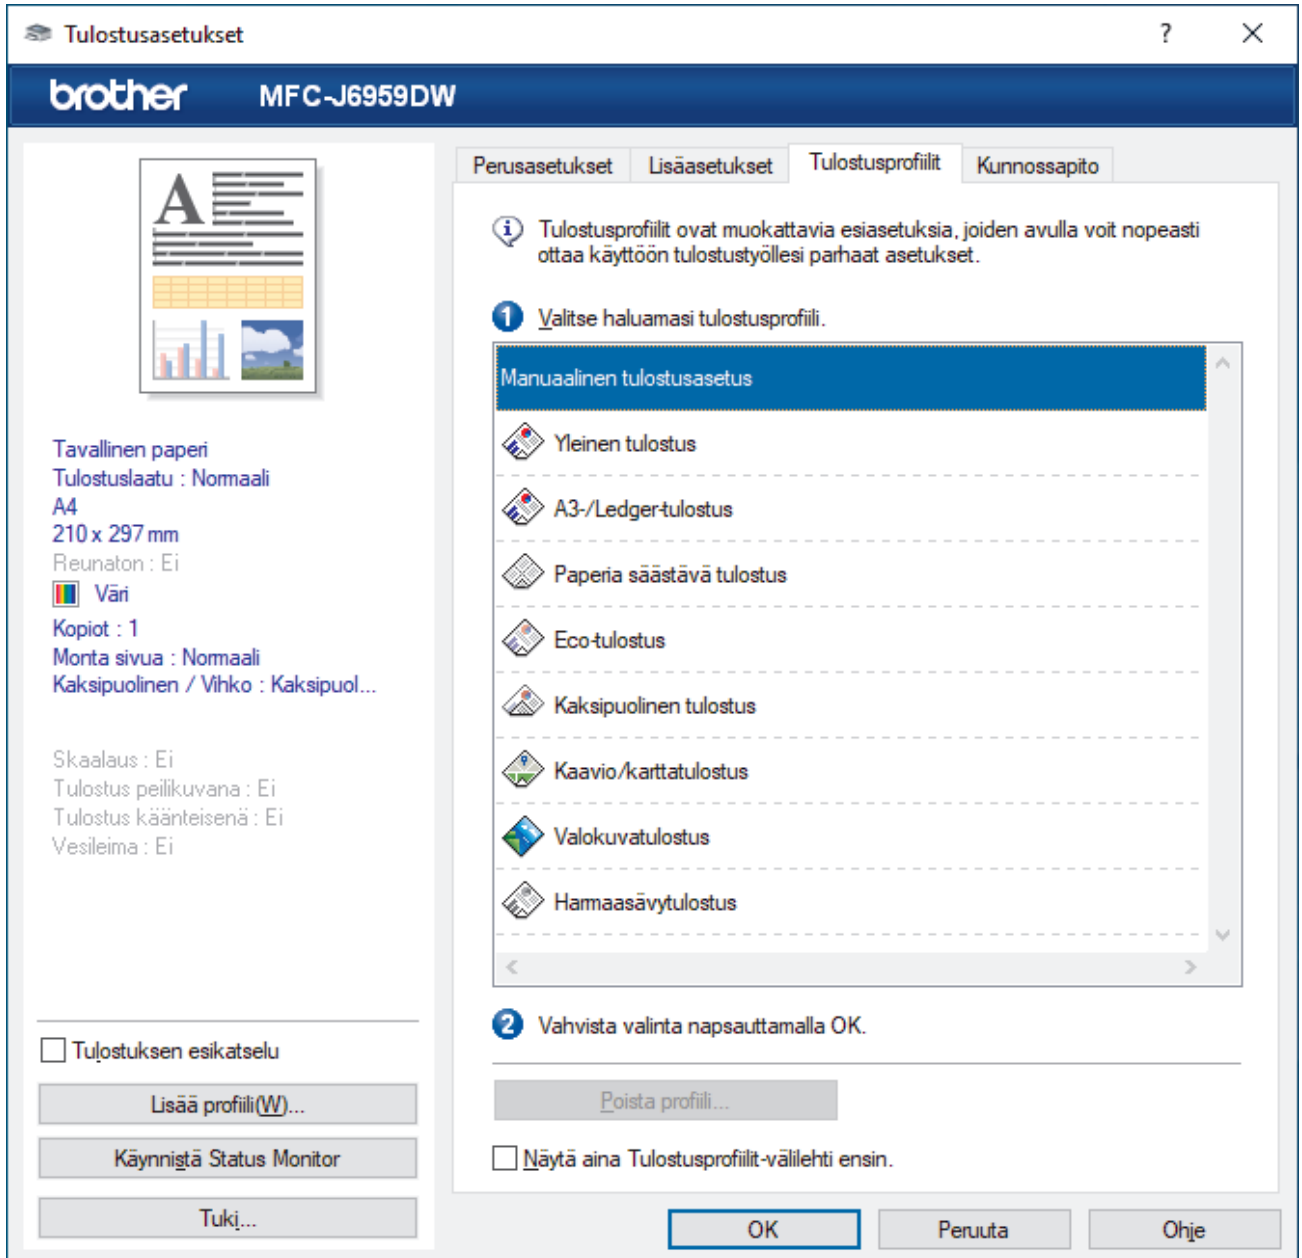 Tulostusasetukset
?
brother MFC-J6959DW
A
Tavallinen paperi
Tulostuslaatu : Normaali
A4
210 x 297 mm
Reunaton : Ei
Väri
Kopiot : 1
Monta sivua : Normaali
Kaksipuolinen / Vihko : Kaksipuol...
Skaalaus : Ei
Tulostus peilikuvana : Ei
Tulostus käänteisenä : Ei
Vesileima : Ei
Tulostuksen esikatselu
Lisää profiili(W)...
Käynnistä Status Monitor
Tuki...
Perusasetukset Lisäasetukset Tulostusprofiilit Kunnossapito
Tulostusprofiilit ovat muokattavia esiasetuksia, joiden avulla voit nopeasti
ottaa käyttöön tulostustyöllesi parhaat asetukset.
1 Valitse haluamasi tulostusprofiili.
Manuaalinen tulostusasetus
Yleinen tulostus
A3-/Ledger-tulostus
Paperia säästävä tulostus
Eco-tulostus
Kaksipuolinen tulostus
Kaavio/karttatulostus
Valokuvatulostus
Harmaasävytulostus
2 Vahvista valinta napsauttamalla OK.
Poista profiili...
Näytä aina Tulostusprofiilit-välilehti ensin.
OK Peruuta Ohje